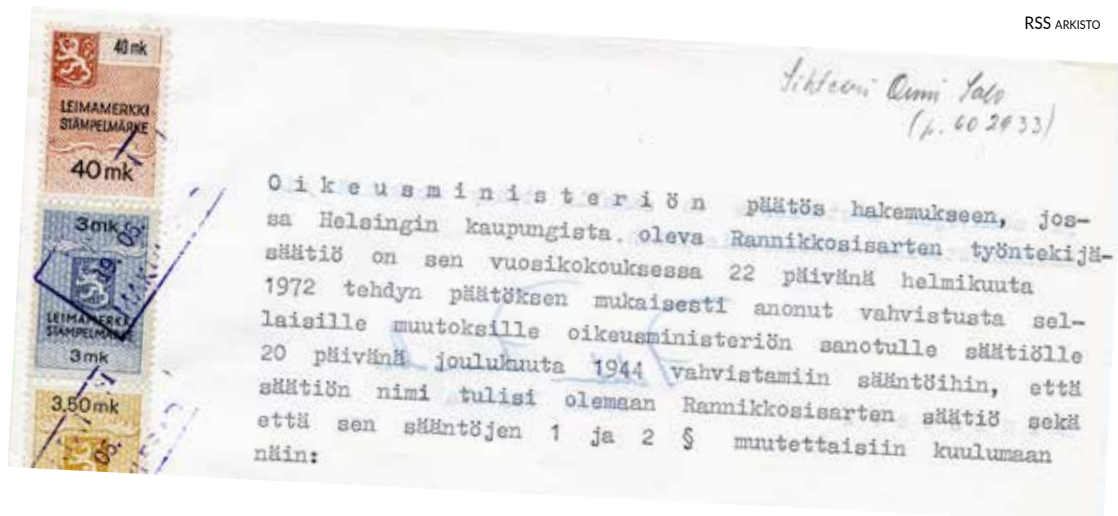 RSS ARKISTO
40 mk
LEIMAMERKKI
STÄMPELMÄRKE
40 mk
3 mk
LEIMAMERKKI
STÄMPELMÄRKE
3 mk
3,50 mk
Sihteeri Salo
(p. 60 29 33)
Oikeusministeriön päätös hakemukseen, jos-
sa Helsingin kaupungista oleva Rannikkosisarten työntekijä-
säätiö on sen vuosikokouksessa 22 päivänä helmikuuta
1972 tehdyn päätöksen mukaisesti anonut vahvistusta sel-
laisille muutoksille oikeusministeriön sanotulle säätiölle
20 päivänä joulukuuta 1944 vahvistamiin sääntöihin, että
säätiön nimi tulisi olemaan Rannikkosisarten säätiö sekä
että sen sääntöjen 1 ja 2 § muutettaisiin kuulumaan
näin: